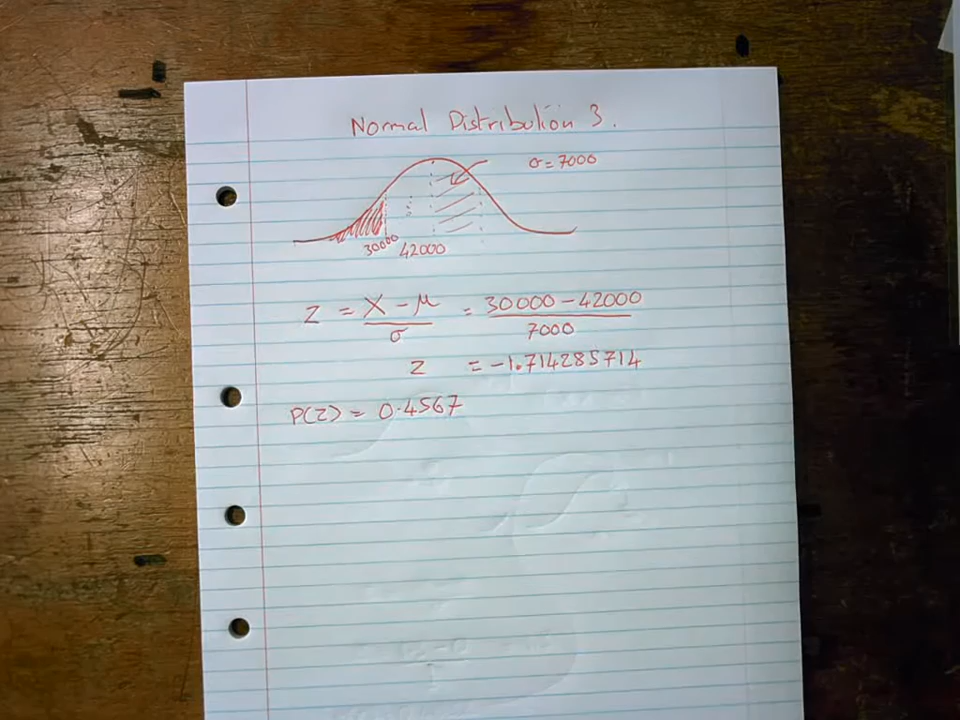 Normal Distribution 3.
σ = 7000
30000
42000
Z = X - μ / σ = 30000 - 42000 / 7000
Z = -1.714285714
P(Z) = 0.4567